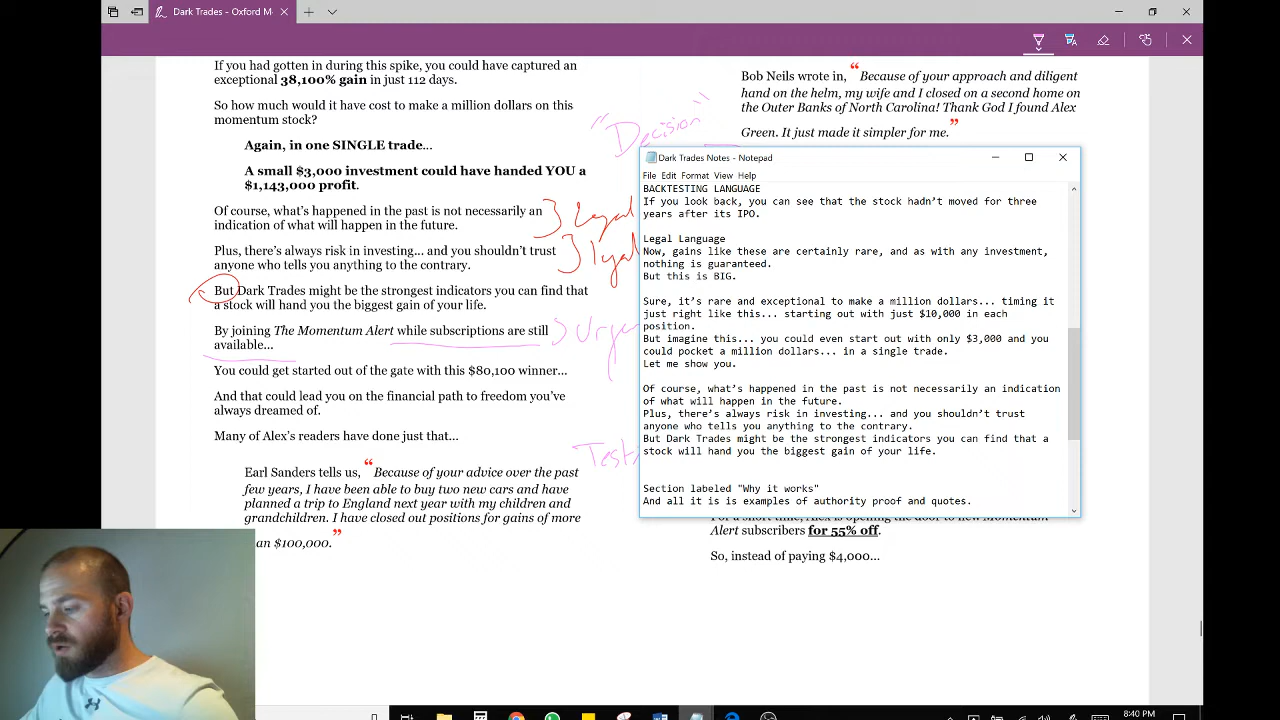 Dark Trades - Oxford M
If you had gotten in during this spike, you could have captured an
exceptional 38,100% gain in just 112 days.
So how much would it have cost to make a million dollars on this
momentum stock?
Again, in one SINGLE trade...
A small $3,000 investment could have handed YOU a
$1,143,000 profit.
Of course, what's happened in the past is not necessarily an
indication of what will happen in the future.
Plus, there's always risk in investing... and you shouldn't trust
anyone who tells you anything to the contrary.
But Dark Trades might be the strongest indicators you can find that
a stock will hand you the biggest gain of your life.
By joining The Momentum Alert while subscriptions are still
available...
You could get started out of the gate with this $80,100 winner...
And that could lead you on the financial path to freedom you've
always dreamed of.
Many of Alex's readers have done just that...
Earl Sanders tells us, "Because of your advice over the past
few years, I have been able to buy two new cars and have
planned a trip to England next year with my children and
grandchildren. I have closed out positions for gains of more
an $100,000."
"Decision"
legal
legal
Bob Neils wrote in, "Because of your approach and diligent
hand on the helm, my wife and I closed on a second home on
the Outer Banks of North Carolina! Thank God I found Alex
Green. It just made it simpler for me."
Dark Trades Notes - Notepad
File Edit Format View Help
BACKTESTING LANGUAGE
If you look back, you can see that the stock hadn't moved for three
years after its IPO.
Legal Language
Now, gains like these are certainly rare, and as with any investment,
nothing is guaranteed.
But this is BIG.
Sure, it's rare and exceptional to make a million dollars... timing it
just right like this... starting out with just $10,000 in each
position.
But imagine this... you could even start out with only $3,000 and you
could pocket a million dollars... in a single trade.
Let me show you.
Of course, what's happened in the past is not necessarily an indication
of what will happen in the future.
Plus, there's always risk in investing... and you shouldn't trust
anyone who tells you anything to the contrary.
But Dark Trades might be the strongest indicators you can find that a
stock will hand you the biggest gain of your life.
Section labeled "Why it works"
And all it is is examples of authority proof and quotes.
For a short time, Alex is opening the door to new Momentum
Alert subscribers for 55% off.
So, instead of paying $4,000...
8:40 PM